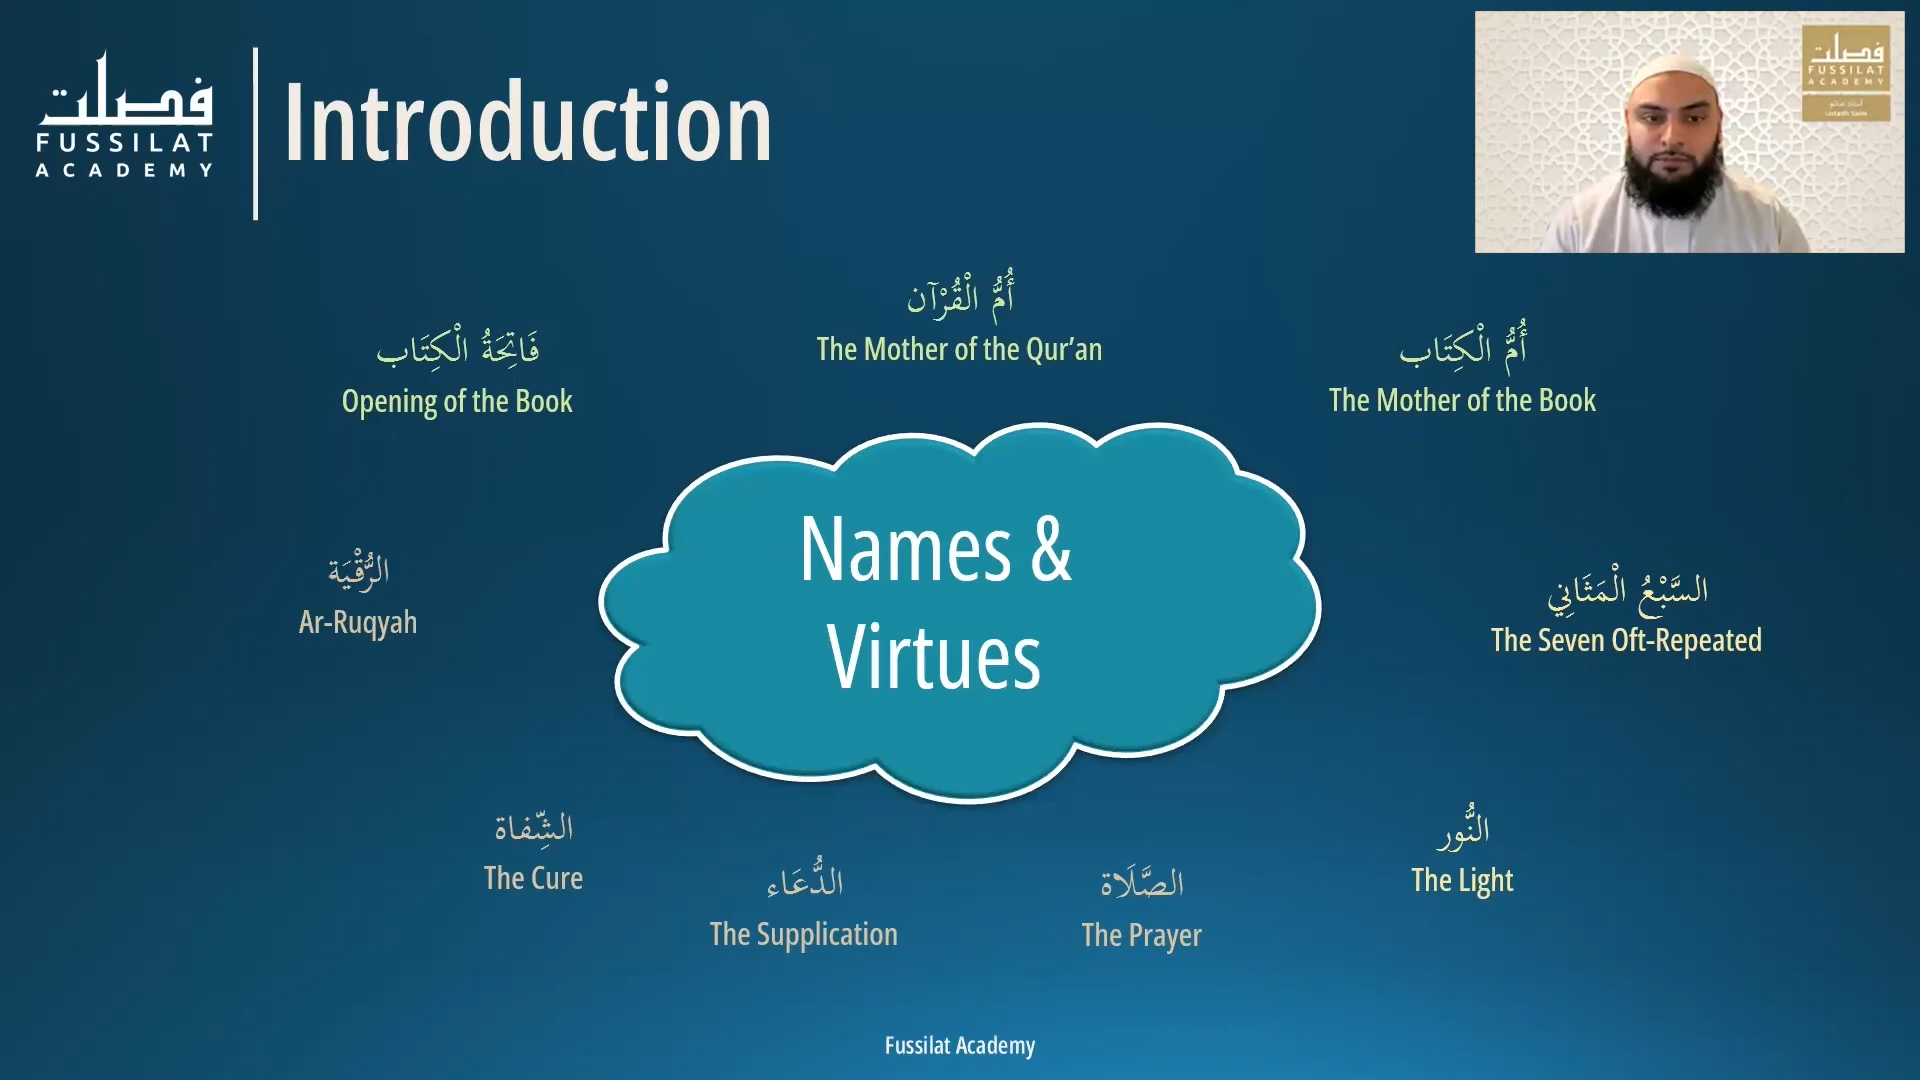 فصلت
FUSSILAT
ACADEMY
Introduction
فصلت
FUSSILAT
ACADEMY
أُمُّ الْقُرْآن
The Mother of the Qur’an
فَاتِحَةُ الْكِتَاب
Opening of the Book
أُمُّ الْكِتَاب
The Mother of the Book
Names &
Virtues
الرُّقْيَة
Ar-Ruqyah
السَّبْعُ الْمَثَانِي
The Seven Oft-Repeated
الشِّفاة
The Cure
الدُّعَاء
The Supplication
الصَّلَاة
The Prayer
النُّور
The Light
Fussilat Academy